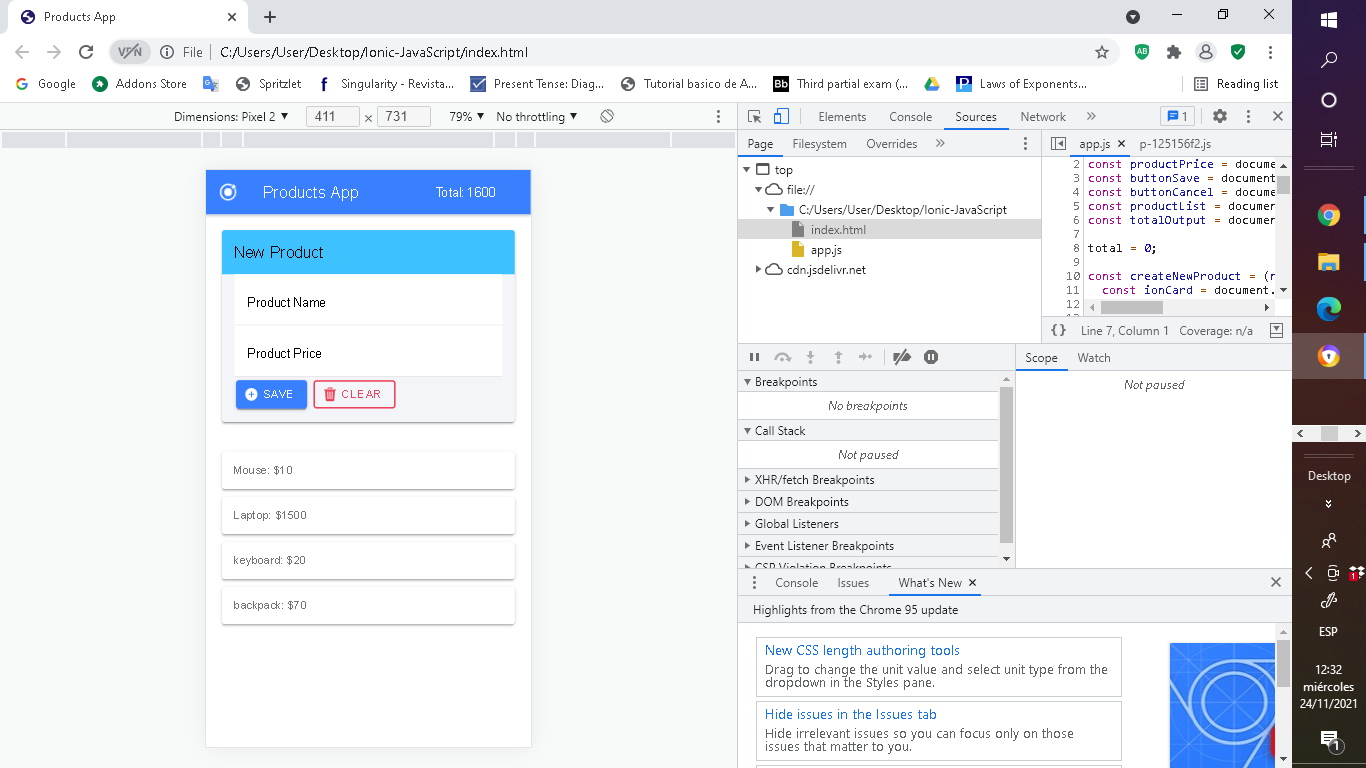 Products App
VPN File C:/Users/User/Desktop/Ionic-JavaScript/index.html AB
G Google Addons Store Spritzlet f Singularity - Revista... Present Tense: Diag... Tutorial basico de A... Bb Third partial exam (... P Laws of Exponents... Reading list
Dimensions: Pixel 2 411 × 731 79% No throttling
Products App Total: 1600
New Product
Product Name
Product Price
SAVE CLEAR
Mouse: $10
Laptop: $1500
keyboard: $20
backpack: $70
Elements Console Sources Network » 1
Page Filesystem Overrides »
top
file://
C:/Users/User/Desktop/Ionic-JavaScript
index.html
app.js
cdn.jsdelivr.net
app.js p-125156f2.js
2 const productPrice = docume
3 const buttonSave = document
4 const buttonCancel = docume
5 const productList = documen
6 const totalOutput = documen
7
8 total = 0;
9
10 const createNewProduct = (n
11 const ionCard = document.
12
{} Line 7, Column 1 Coverage: n/a
Breakpoints
No breakpoints
Call Stack
Not paused
XHR/fetch Breakpoints
DOM Breakpoints
Global Listeners
Event Listener Breakpoints
CSP Violation Breakpoints
Scope Watch
Not paused
Console Issues What's New
Highlights from the Chrome 95 update
New CSS length authoring tools
Drag to change the unit value and select unit type from the
dropdown in the Styles pane.
Hide issues in the Issues tab
Hide irrelevant issues so you can focus only on those
issues that matter to you.
Desktop
1
ESP
12:32
miércoles
24/11/2021
1